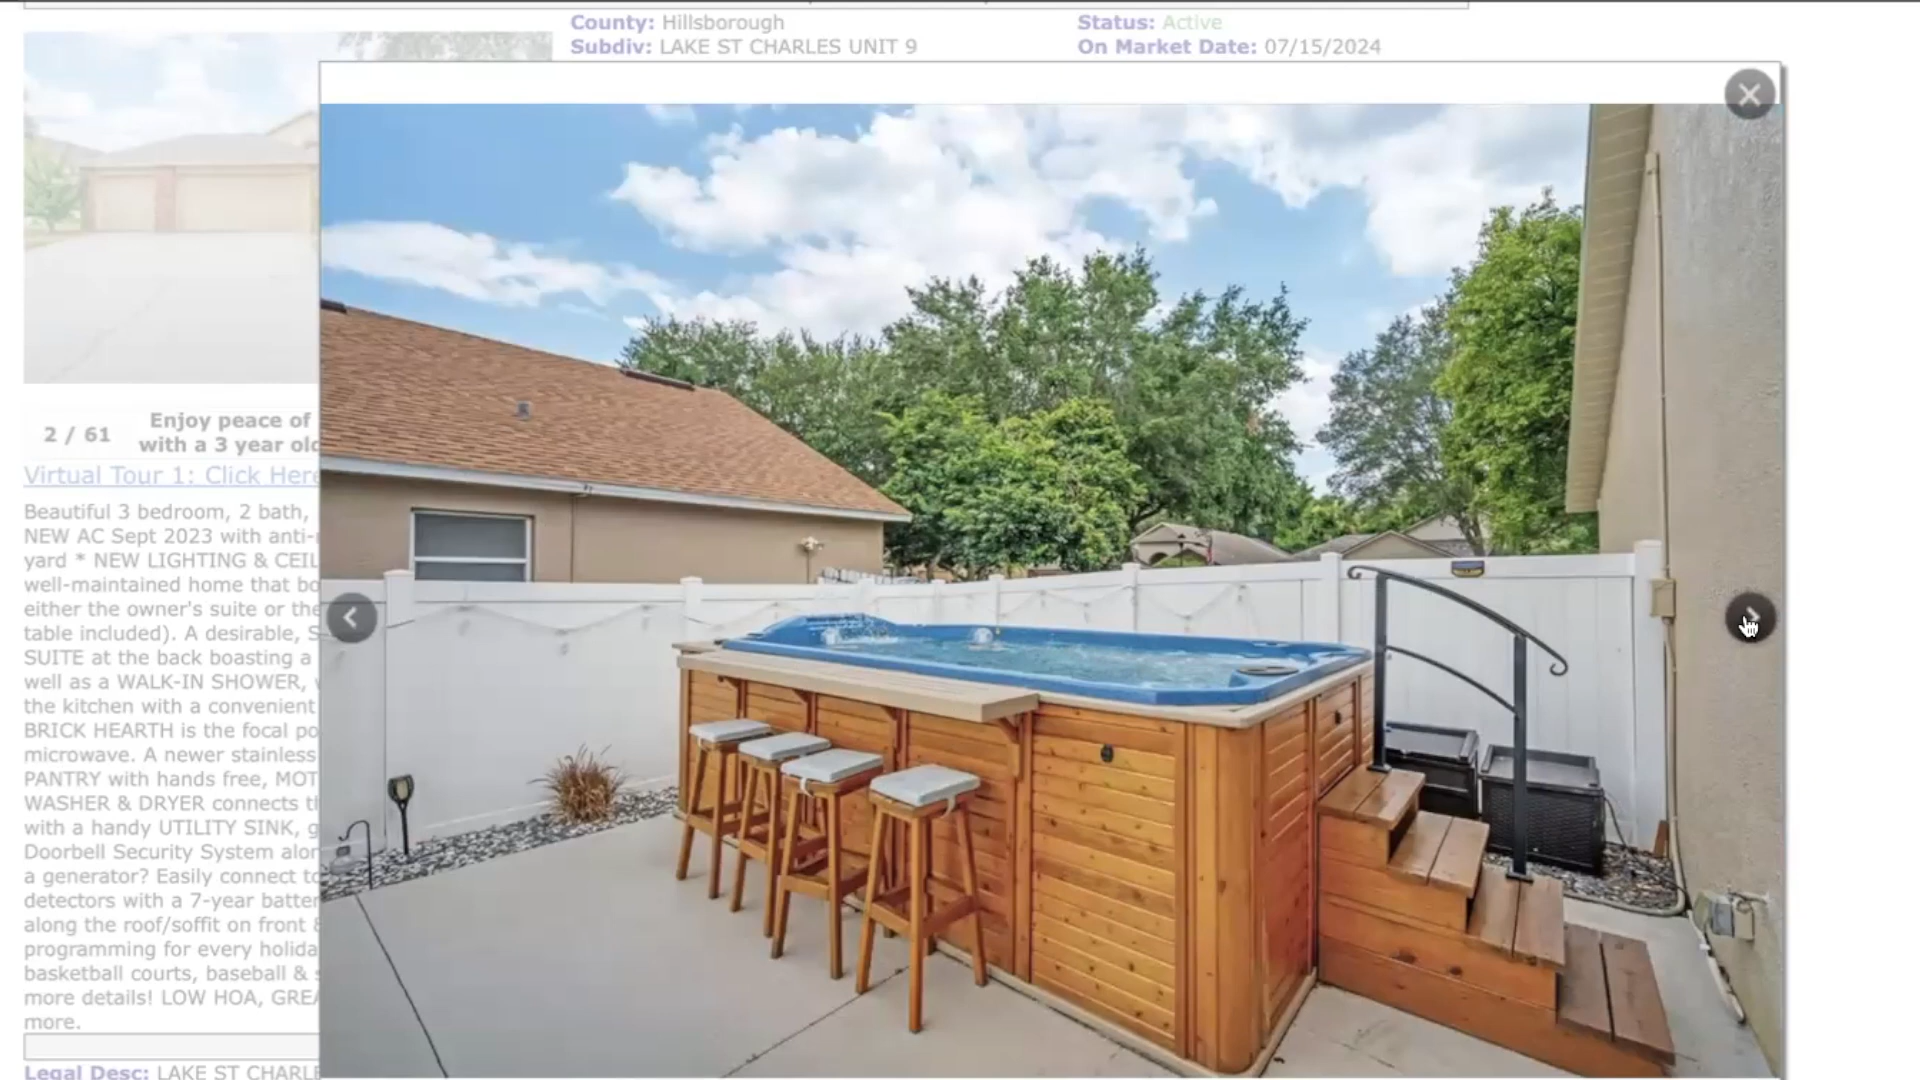 County: Hillsborough
Status: Active
Subdiv: LAKE ST CHARLES UNIT 9
On Market Date: 07/15/2024
2 / 61
Enjoy peace of
with a 3 year old
Virtual Tour 1: Click Here
Beautiful 3 bedroom, 2 bath,
NEW AC Sept 2023 with anti-
yard * NEW LIGHTING & CEIL
well-maintained home that bo
either the owner's suite or the
table included). A desirable, S
SUITE at the back boasting a
well as a WALK-IN SHOWER,
the kitchen with a convenient
BRICK HEARTH is the focal po
microwave. A newer stainless
PANTRY with hands free, MOT
WASHER & DRYER connects t
with a handy UTILITY SINK, g
Doorbell Security System alon
a generator? Easily connect to
detectors with a 7-year batter
along the roof/soffit on front &
programming for every holida
basketball courts, baseball &
more details! LOW HOA, GREA
more.
Legal Desc: LAKE ST CHARLE